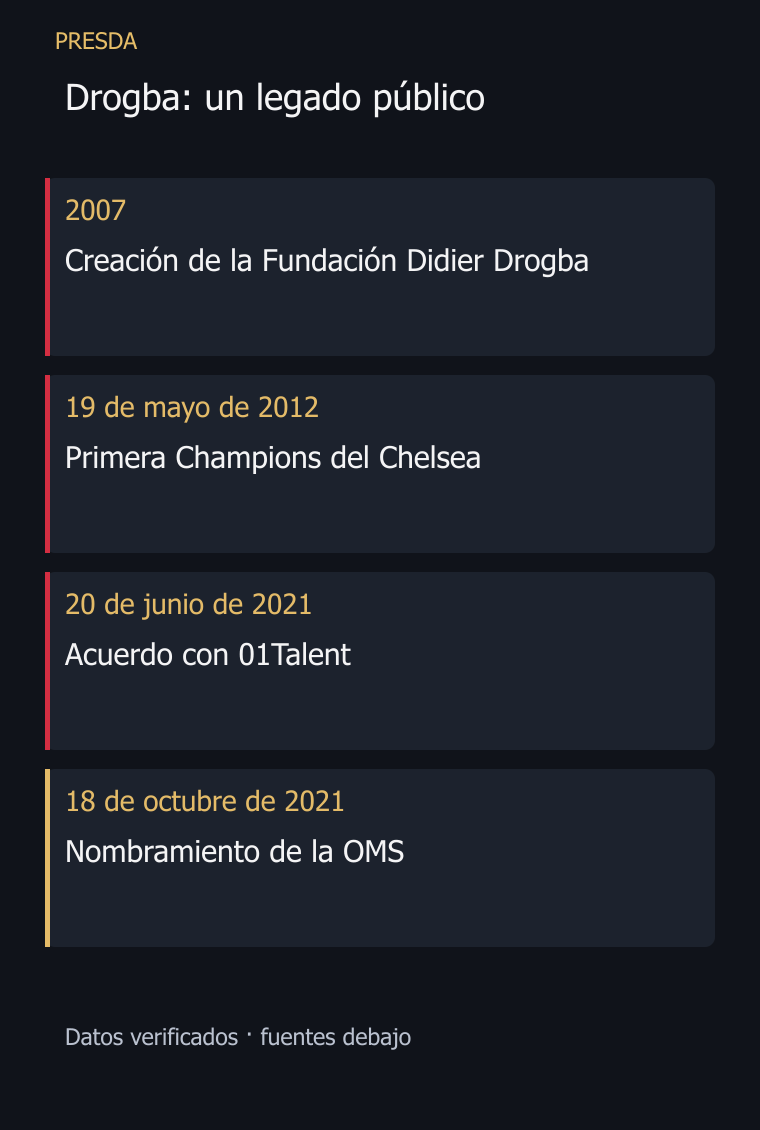 PRESDA
Drogba: un legado público
2007
Creación de la Fundación Didier Drogba
19 de mayo de 2012
Primera Champions del Chelsea
20 de junio de 2021
Acuerdo con 01Talent
18 de octubre de 2021
Nombramiento de la OMS
Datos verificados · fuentes debajo